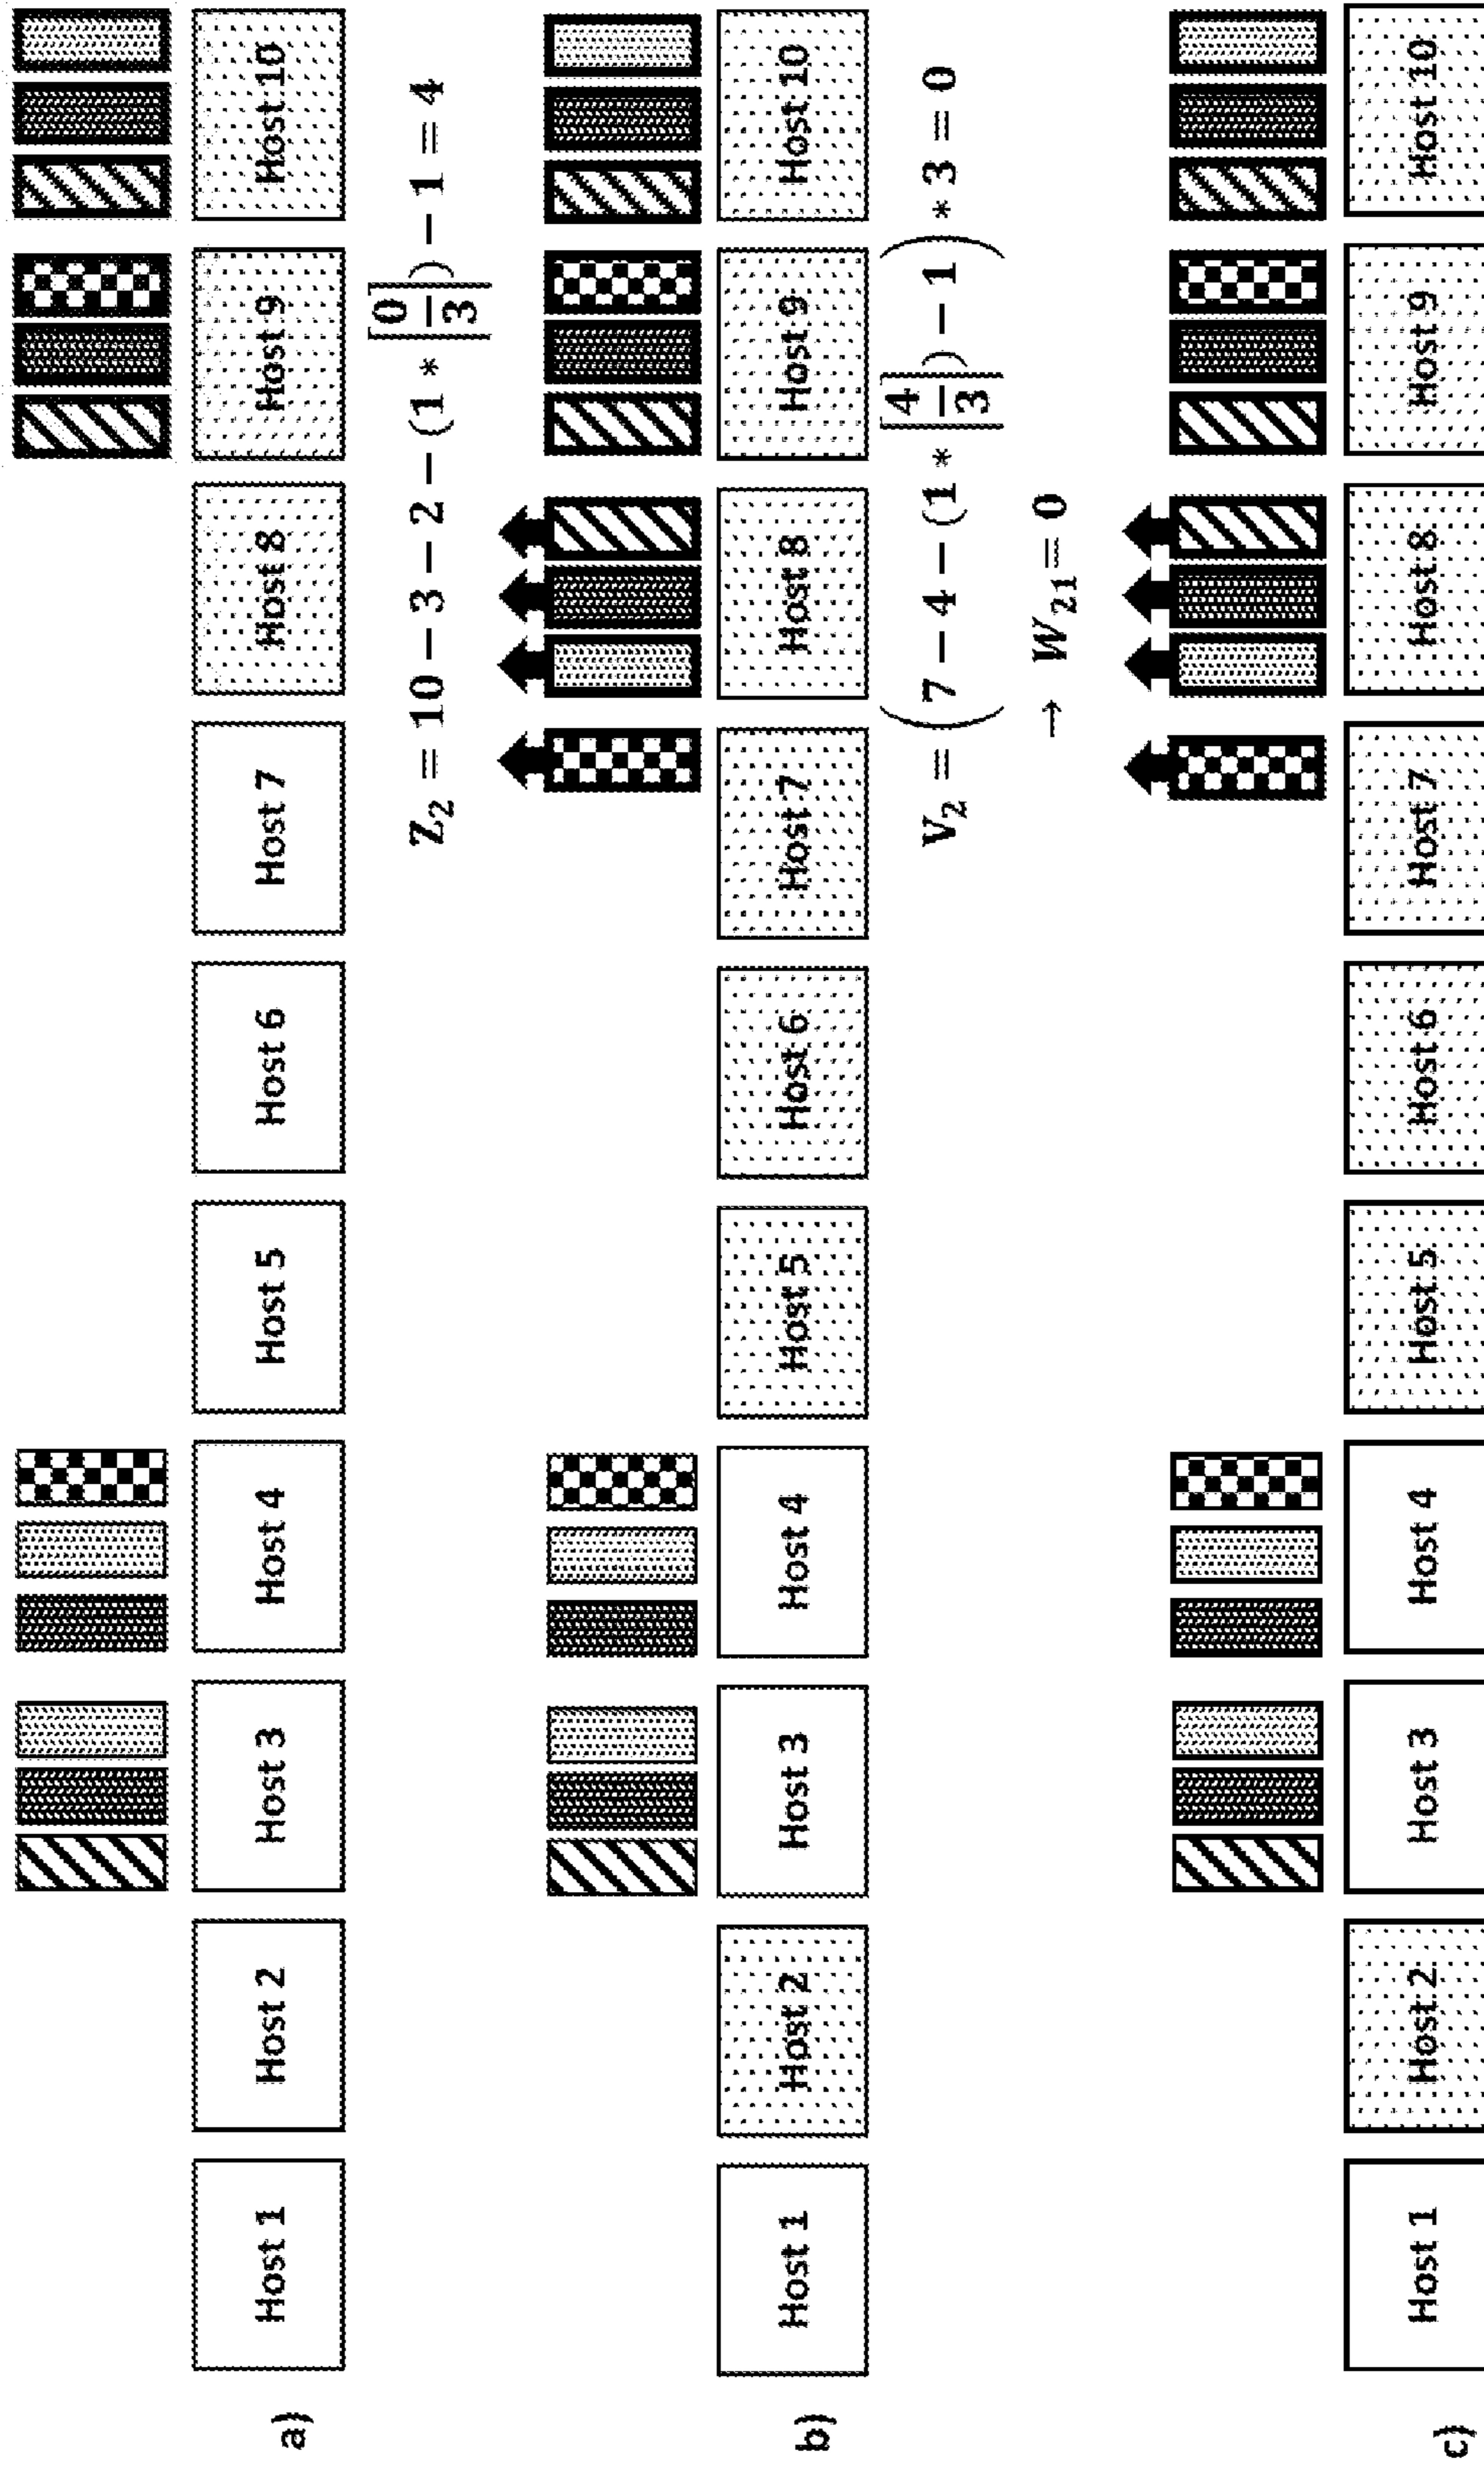 a)
Host 1
Host 2
Host 3
Host 4
Host 5
Host 6
Host 7
Host 8
Host 9
Host 10
Z₂ = 10 − 3 − 2 − (1 * ⌈0/3⌉) − 1 = 4
b)
Host 1
Host 2
Host 3
Host 4
Host 5
Host 6
Host 7
Host 8
Host 9
Host 10
V₂ = (7 − 4 − (1 * ⌈4/3⌉) − 1) * 3 = 0
→ W₂₁ = 0
c)
Host 1
Host 2
Host 3
Host 4
Host 5
Host 6
Host 7
Host 8
Host 9
Host 10